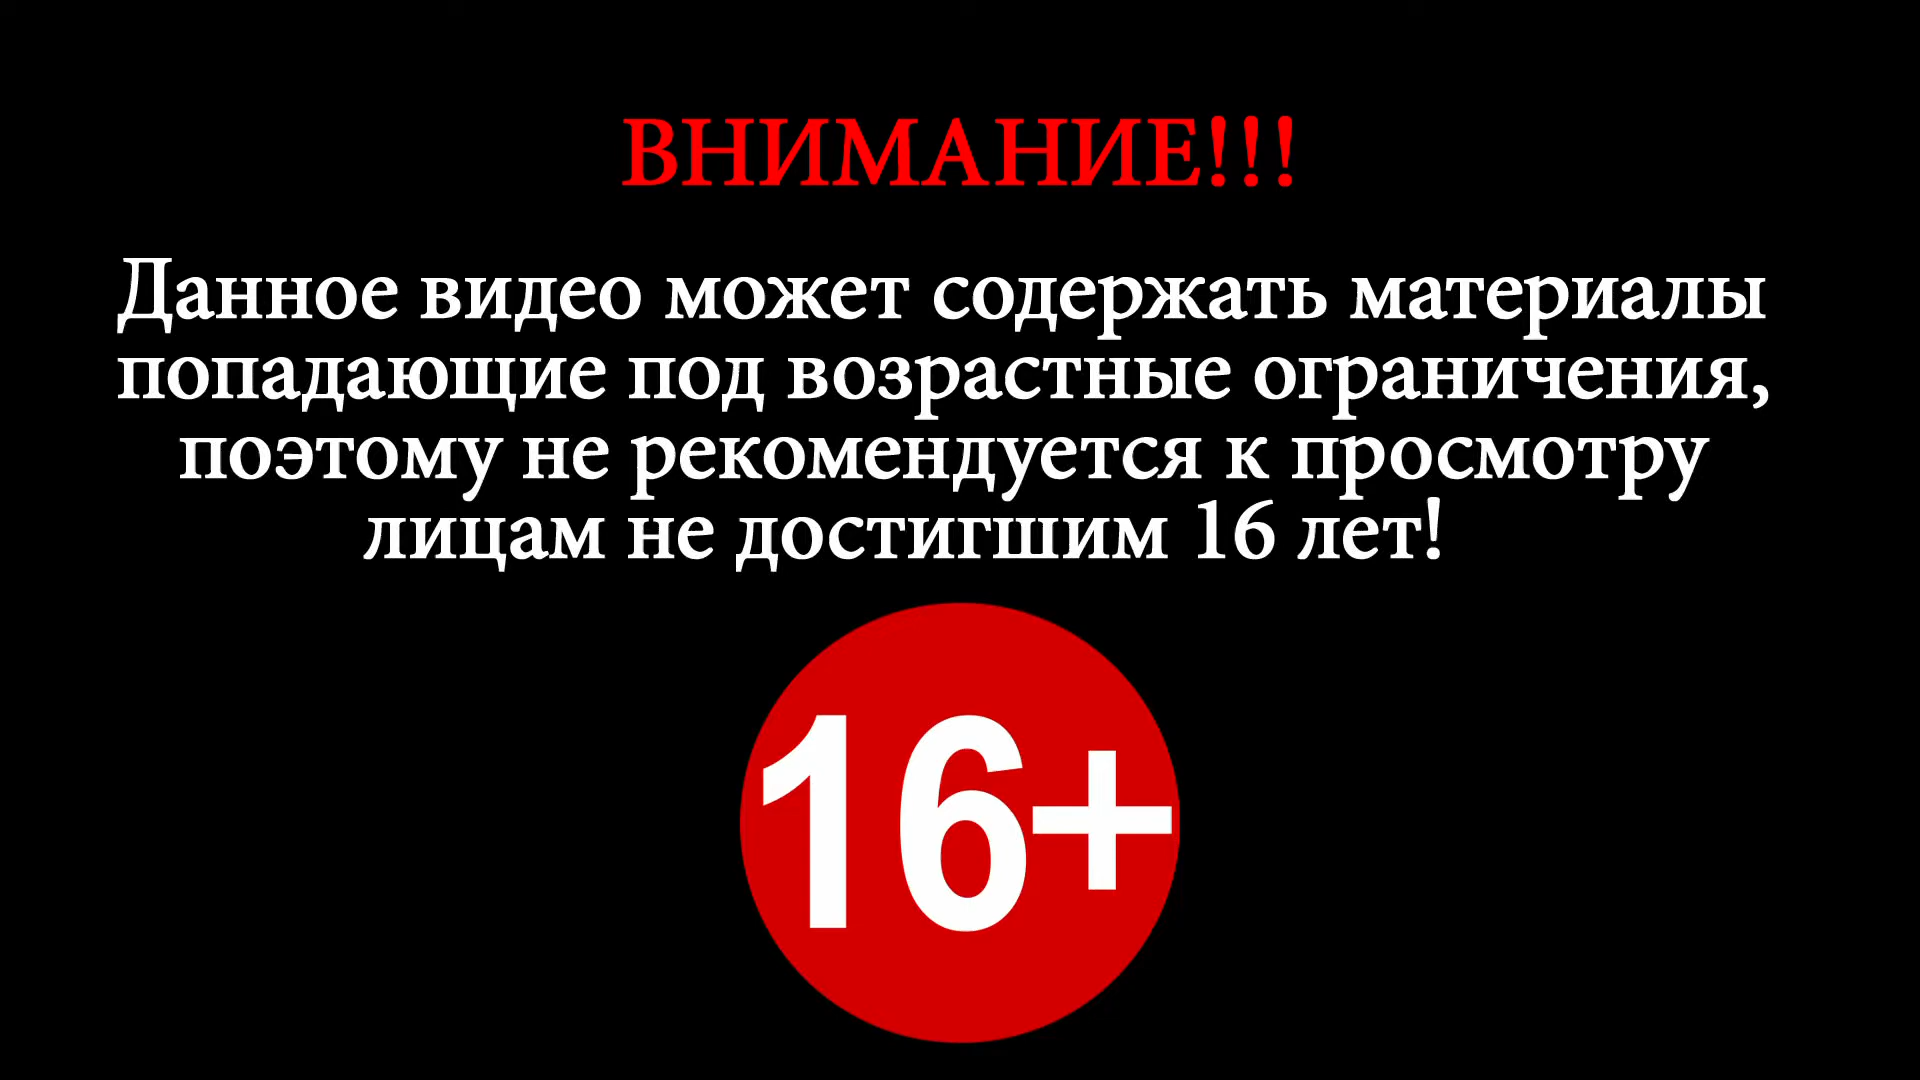 ВНИМАНИЕ!!!
Данное видео может содержать материалы
попадающие под возрастные ограничения,
поэтому не рекомендуется к просмотру
лицам не достигшим 16 лет!
16+